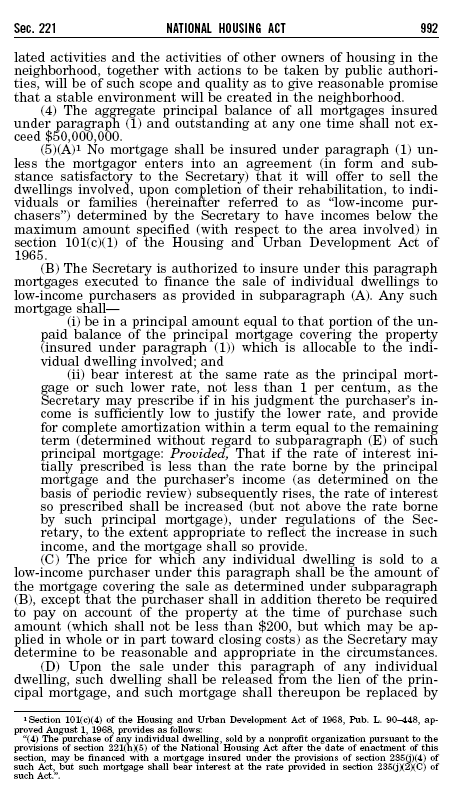 Sec. 221 NATIONAL HOUSING ACT 992
lated activities and the activities of other owners of housing in the
neighborhood, together with actions to be taken by public authori-
ties, will be of such scope and quality as to give reasonable promise
that a stable environment will be created in the neighborhood.
(4) The aggregate principal balance of all mortgages insured
under paragraph (1) and outstanding at any one time shall not ex-
ceed $50,000,000.
(5)(A)¹ No mortgage shall be insured under paragraph (1) un-
less the mortgagor enters into an agreement (in form and sub-
stance satisfactory to the Secretary) that it will offer to sell the
dwellings involved, upon completion of their rehabilitation, to indi-
viduals or families (hereinafter referred to as “low-income pur-
chasers”) determined by the Secretary to have incomes below the
maximum amount specified (with respect to the area involved) in
section 101(c)(1) of the Housing and Urban Development Act of
1965.
(B) The Secretary is authorized to insure under this paragraph
mortgages executed to finance the sale of individual dwellings to
low-income purchasers as provided in subparagraph (A). Any such
mortgage shall—
(i) be in a principal amount equal to that portion of the un-
paid balance of the principal mortgage covering the property
(insured under paragraph (1)) which is allocable to the indi-
vidual dwelling involved; and
(ii) bear interest at the same rate as the principal mort-
gage or such lower rate, not less than 1 per centum, as the
Secretary may prescribe if in his judgment the purchaser's in-
come is sufficiently low to justify the lower rate, and provide
for complete amortization within a term equal to the remaining
term (determined without regard to subparagraph (E) of such
principal mortgage: Provided, That if the rate of interest ini-
tially prescribed is less than the rate borne by the principal
mortgage and the purchaser's income (as determined on the
basis of periodic review) subsequently rises, the rate of interest
so prescribed shall be increased (but not above the rate borne
by such principal mortgage), under regulations of the Sec-
retary, to the extent appropriate to reflect the increase in such
income, and the mortgage shall so provide.
(C) The price for which any individual dwelling is sold to a
low-income purchaser under this paragraph shall be the amount of
the mortgage covering the sale as determined under subparagraph
(B), except that the purchaser shall in addition thereto be required
to pay on account of the property at the time of purchase such
amount (which shall not be less than $200, but which may be ap-
plied in whole or in part toward closing costs) as the Secretary may
determine to be reasonable and appropriate in the circumstances.
(D) Upon the sale under this paragraph of any individual
dwelling, such dwelling shall be released from the lien of the prin-
cipal mortgage, and such mortgage shall thereupon be replaced by
¹ Section 101(c)(4) of the Housing and Urban Development Act of 1968, Pub. L. 90–448, ap-
proved August 1, 1968, provides as follows:
“(4) The purchase of any individual dwelling, sold by a nonprofit organization pursuant to the
provisions of section 221(h)(5) of the National Housing Act after the date of enactment of this
section, may be financed with a mortgage insured under the provisions of section 235(j)(4) of
such Act, but such mortgage shall bear interest at the rate provided in section 235(j)(2)(C) of
such Act.”.